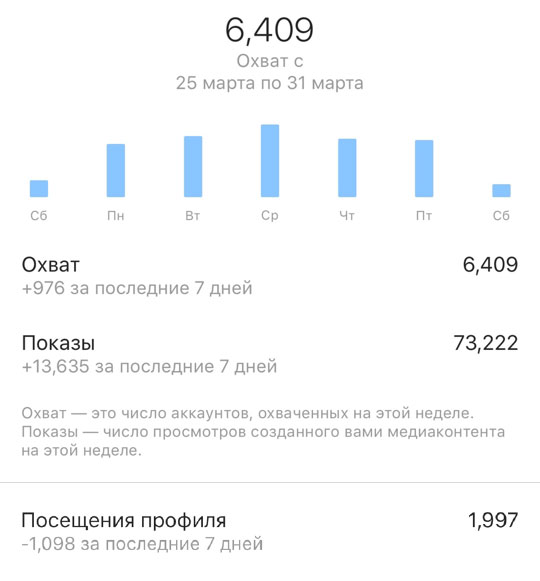 6,409
Охват с
25 марта по 31 марта
Сб Пн Вт Ср Чт Пт Сб
Охват 6,409
+976 за последние 7 дней
Показы 73,222
+13,635 за последние 7 дней
Охват — это число аккаунтов, охваченных на этой неделе.
Показы — число просмотров созданного вами медиаконтента
на этой неделе.
Посещения профиля 1,997
-1,098 за последние 7 дней